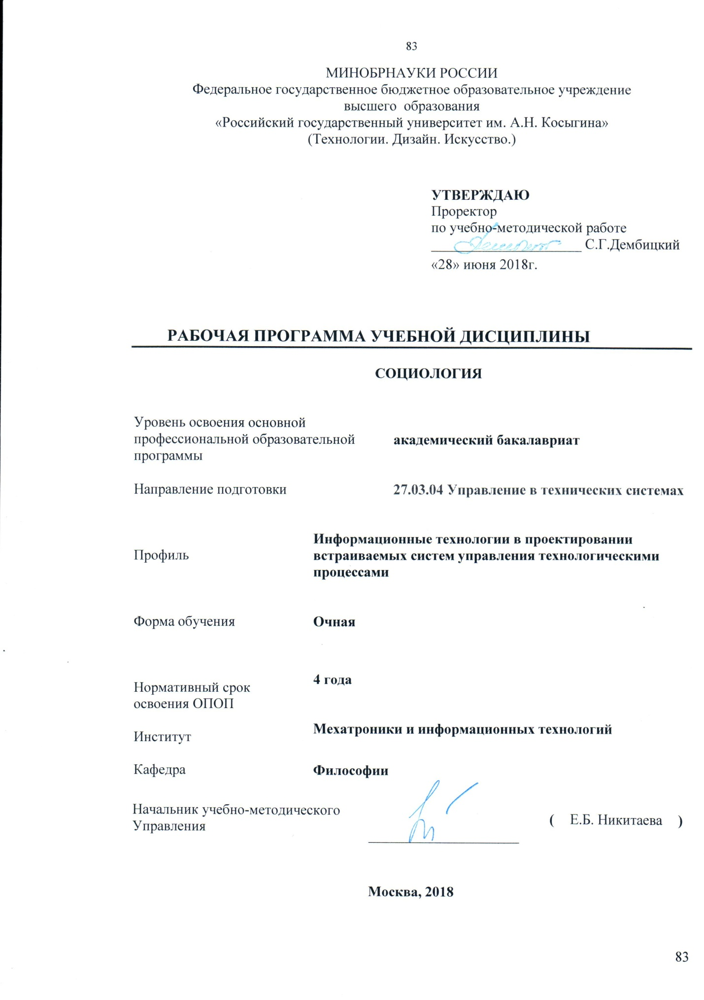 83
МИНОБРНАУКИ РОССИИ
Федеральное государственное бюджетное образовательное учреждение
высшего образования
«Российский государственный университет им. А.Н. Косыгина»
(Технологии. Дизайн. Искусство.)
УТВЕРЖДАЮ
Проректор
по учебно-методической работе
С.Г.Дембицкий
«28» июня 2018г.
РАБОЧАЯ ПРОГРАММА УЧЕБНОЙ ДИСЦИПЛИНЫ
СОЦИОЛОГИЯ
Уровень освоения основной
профессиональной образовательной
программы
академический бакалавриат
Направление подготовки
27.03.04 Управление в технических системах
Профиль
Информационные технологии в проектировании
встраиваемых систем управления технологическими
процессами
Форма обучения
Очная
Нормативный срок
освоения ОПОП
4 года
Институт
Мехатроники и информационных технологий
Кафедра
Философии
Начальник учебно-методического
Управления
( Е.Б. Никитаева )
Москва, 2018
83